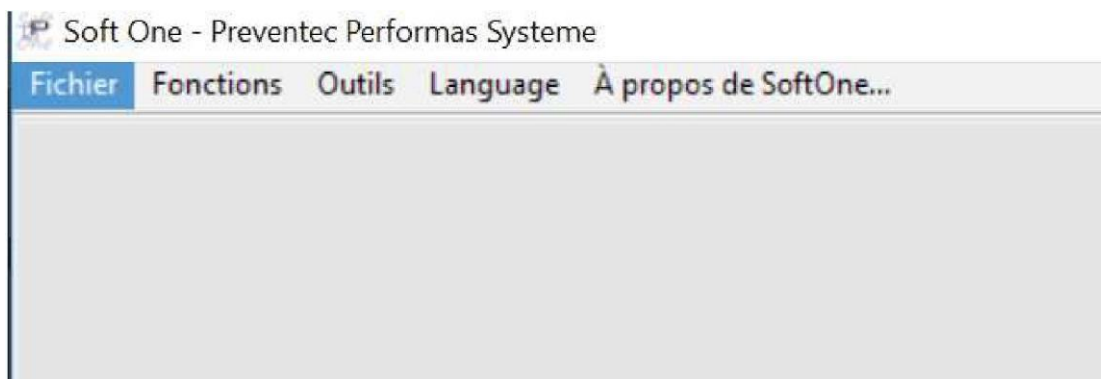 Soft One - Preventec Performas Systeme
Fichier Fonctions Outils Language À propos de SoftOne...